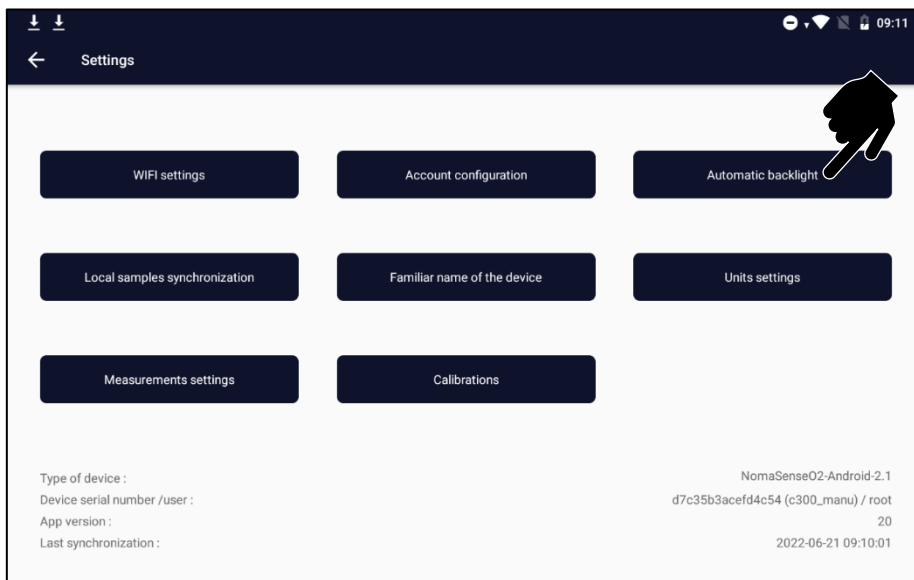 09:11
Settings
WIFI settings
Account configuration
Automatic backlight
Local samples synchronization
Familiar name of the device
Units settings
Measurements settings
Calibrations
Type of device :
NomaSenseO2-Android-2.1
Device serial number /user :
d7c35b3acefd4c54 (c300_manu) / root
App version :
20
Last synchronization :
2022-06-21 09:10:01